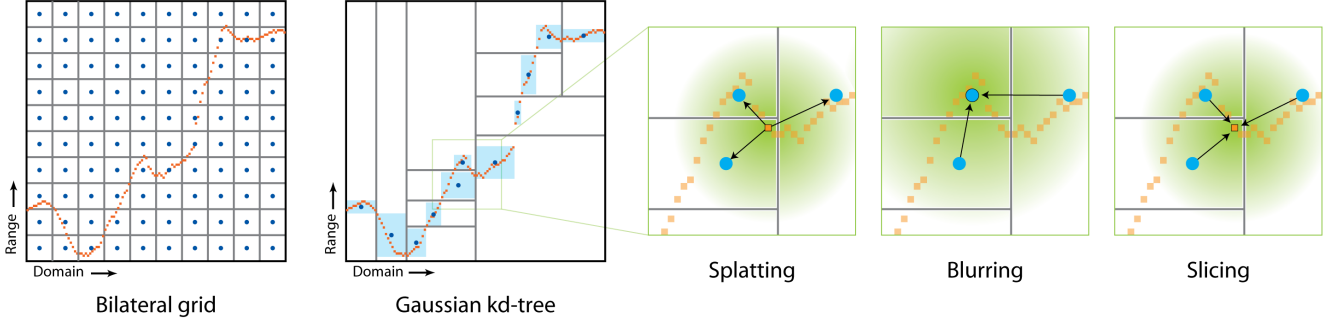 Range
Domain
Bilateral grid
Range
Domain
Gaussian kd-tree
Splatting
Blurring
Slicing